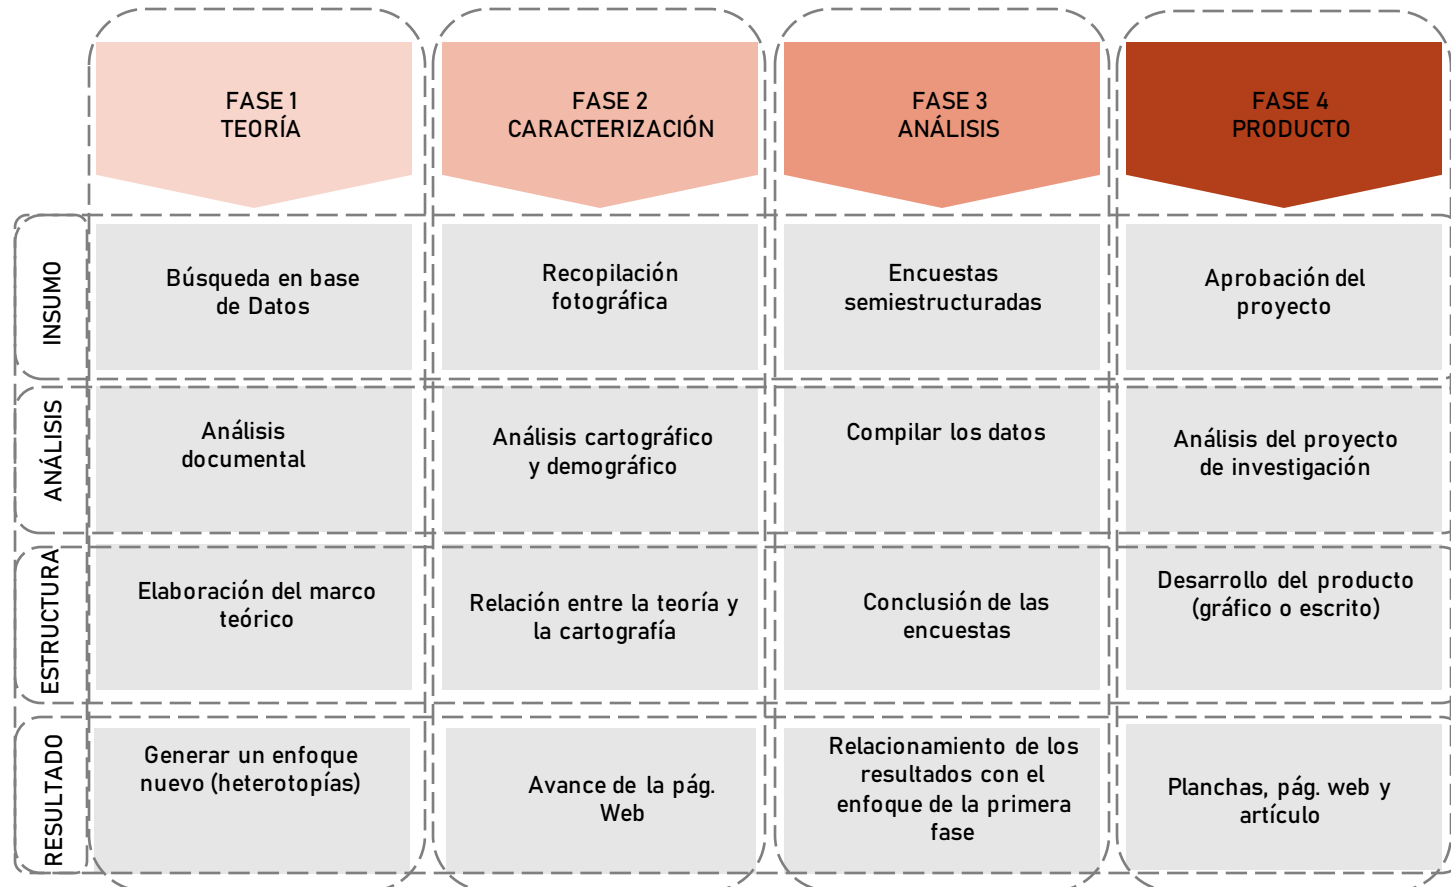 FASE 1
TEORÍA
FASE 2
CARACTERIZACIÓN
FASE 3
ANÁLISIS
FASE 4
PRODUCTO
INSUMO
Búsqueda en base
de Datos
Recopilación
fotográfica
Encuestas
semiestructuradas
Aprobación del
proyecto
ANÁLISIS
Análisis
documental
Análisis cartográfico
y demográfico
Compilar los datos
Análisis del proyecto
de investigación
ESTRUCTURA
Elaboración del marco
teórico
Relación entre la teoría y
la cartografía
Conclusión de las
encuestas
Desarrollo del producto
(gráfico o escrito)
RESULTADO
Generar un enfoque
nuevo (heterotopías)
Avance de la pág.
Web
Relacionamiento de los
resultados con el
enfoque de la primera
fase
Planchas, pág. web y
artículo